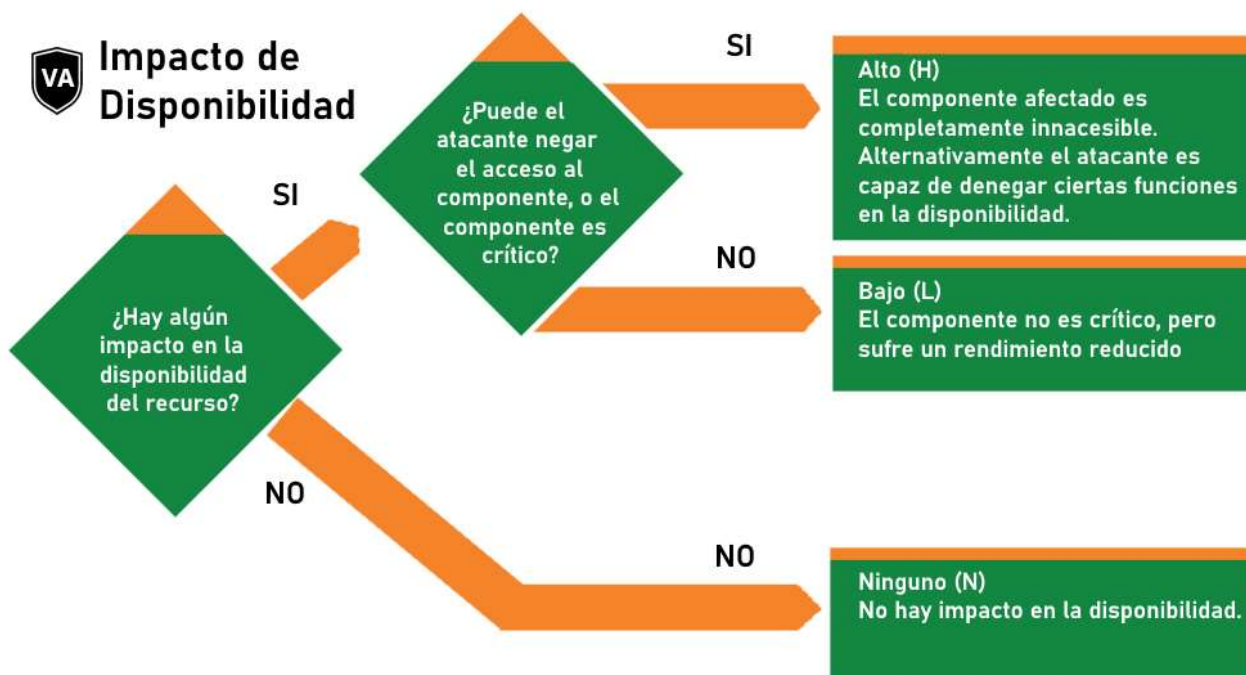 VA
Impacto de
Disponibilidad
¿Hay algún
impacto en la
disponibilidad
del recurso?
SI
NO
¿Puede el
atacante negar
el acceso al
componente, o el
componente es
crítico?
SI
NO
Alto (H)
El componente afectado es
completamente innacesible.
Alternativamente el atacante es
capaz de denegar ciertas funciones
en la disponibilidad.
Bajo (L)
El componente no es crítico, pero
sufre un rendimiento reducido
NO
Ninguno (N)
No hay impacto en la disponibilidad.